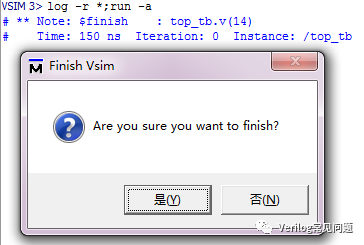 VSIM 3> log -r *;run -a
# ** Note: $finish    : top_tb.v(14)
#    Time: 150 ns  Iteration: 0  Instance: /top_tb
Finish Vsim
Are you sure you want to finish?
是(Y)
否(N)
Verilog常见问题